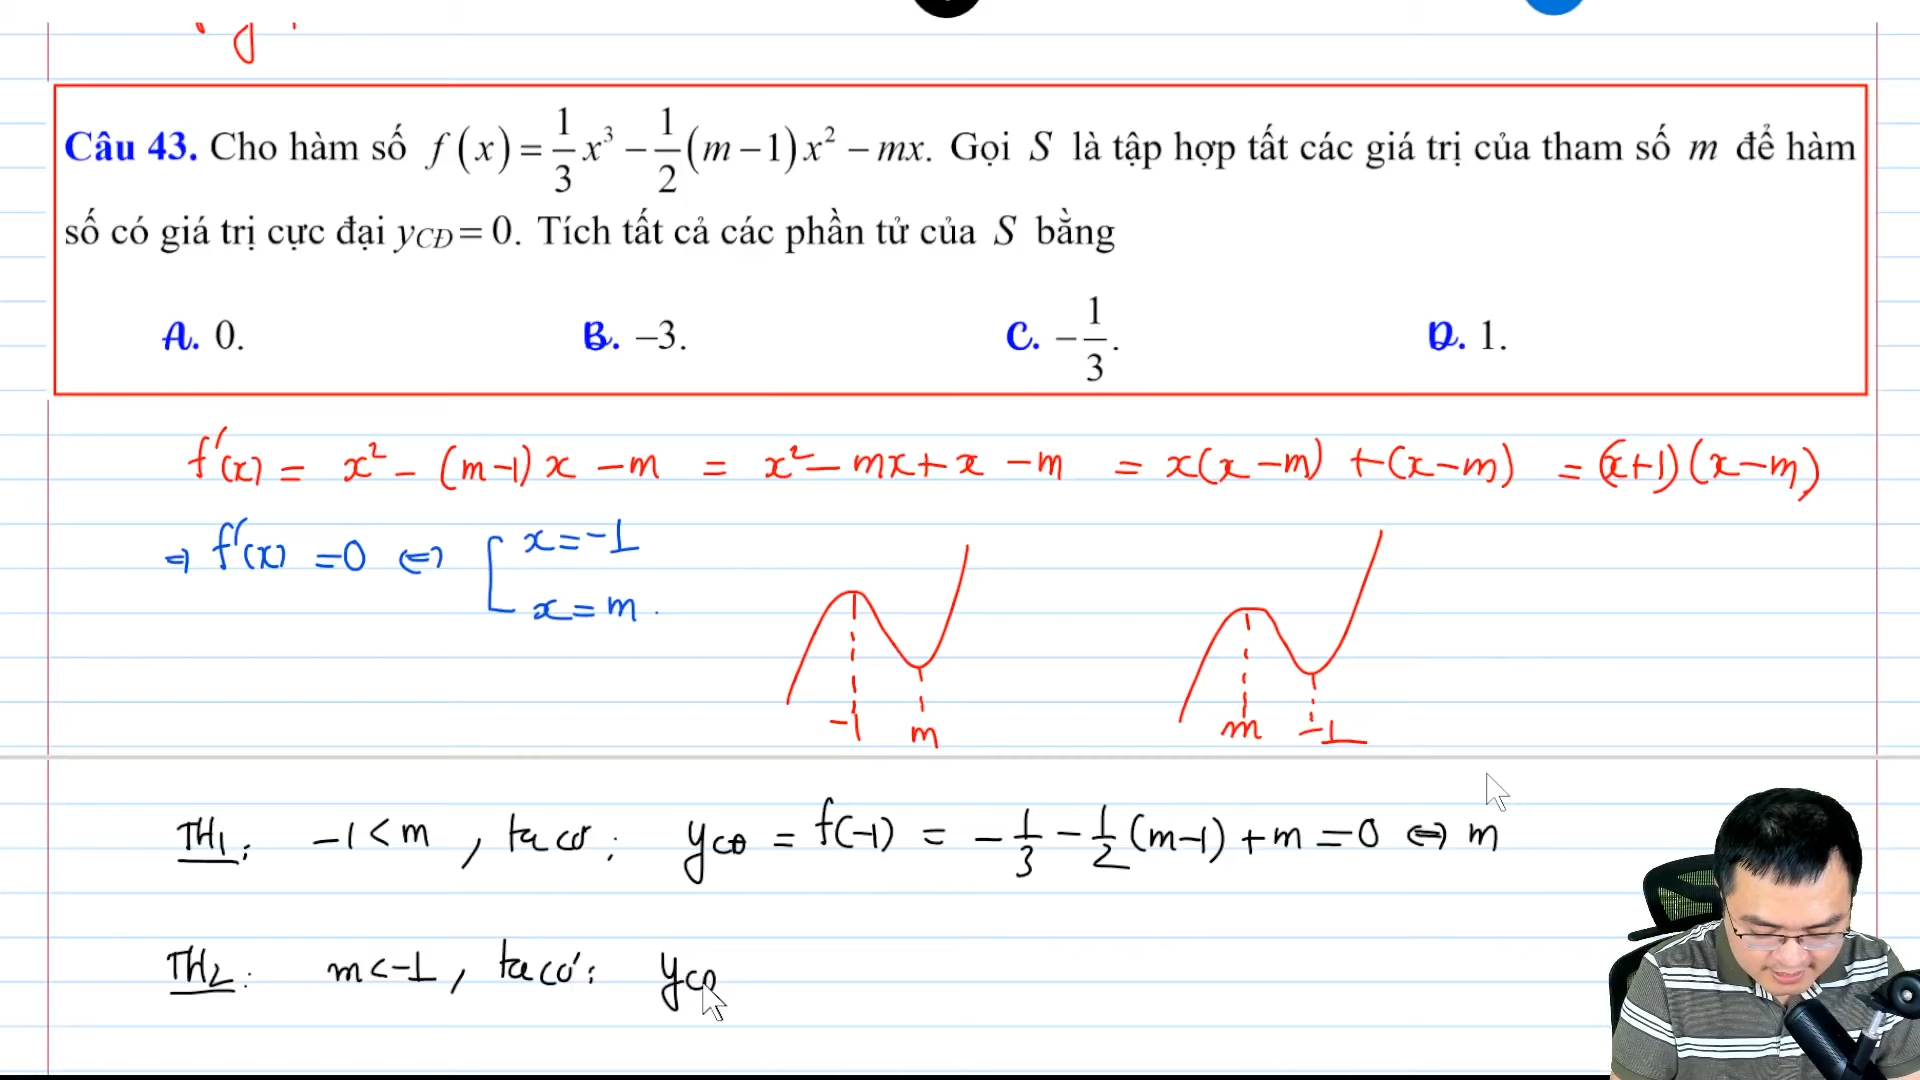 Câu 43. Cho hàm số f(x) = 1/3 x³ − 1/2 (m−1)x² − mx. Gọi S là tập hợp tất các giá trị của tham số m để hàm
số có giá trị cực đại y_CĐ = 0. Tích tất cả các phần tử của S bằng
A. 0. B. −3. C. −1/3. D. 1.
f'(x) = x² − (m−1)x − m = x² − mx + x − m = x(x−m) + (x−m) = (x+1)(x−m)
⇒ f'(x) = 0 ⇔ [ x = −1
x = m.
−1 m m −1
TH1: −1 < m, ta có: y_CĐ = f(−1) = −1/3 − 1/2 (m−1) + m = 0 ⇔ m
TH2: m < −1, ta có: y_CĐ